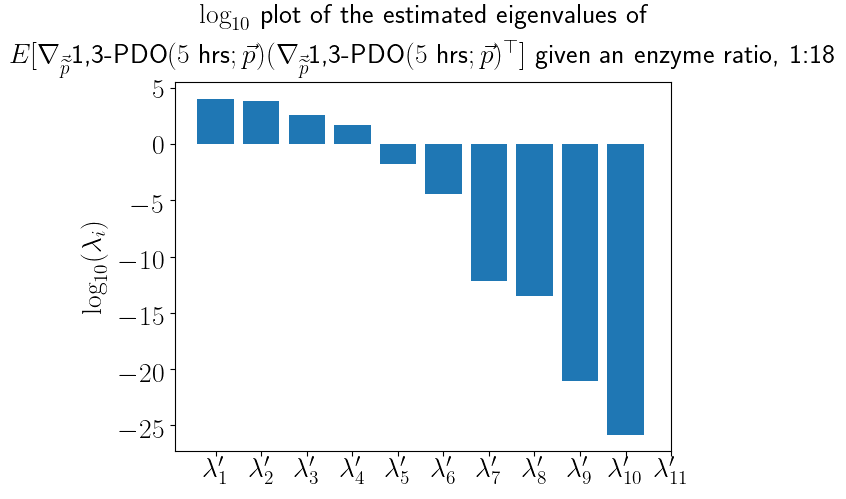 log₁₀ plot of the estimated eigenvalues of
E[∇_{p̃⃗}1,3-PDO(5 hrs; p⃗)(∇_{p̃⃗}1,3-PDO(5 hrs; p⃗)^⊤] given an enzyme ratio, 1:18
5
0
−5
−10
−15
−20
−25
log₁₀(λᵢ)
λ′₁ λ′₂ λ′₃ λ′₄ λ′₅ λ′₆ λ′₇ λ′₈ λ′₉ λ′₁₀ λ′₁₁